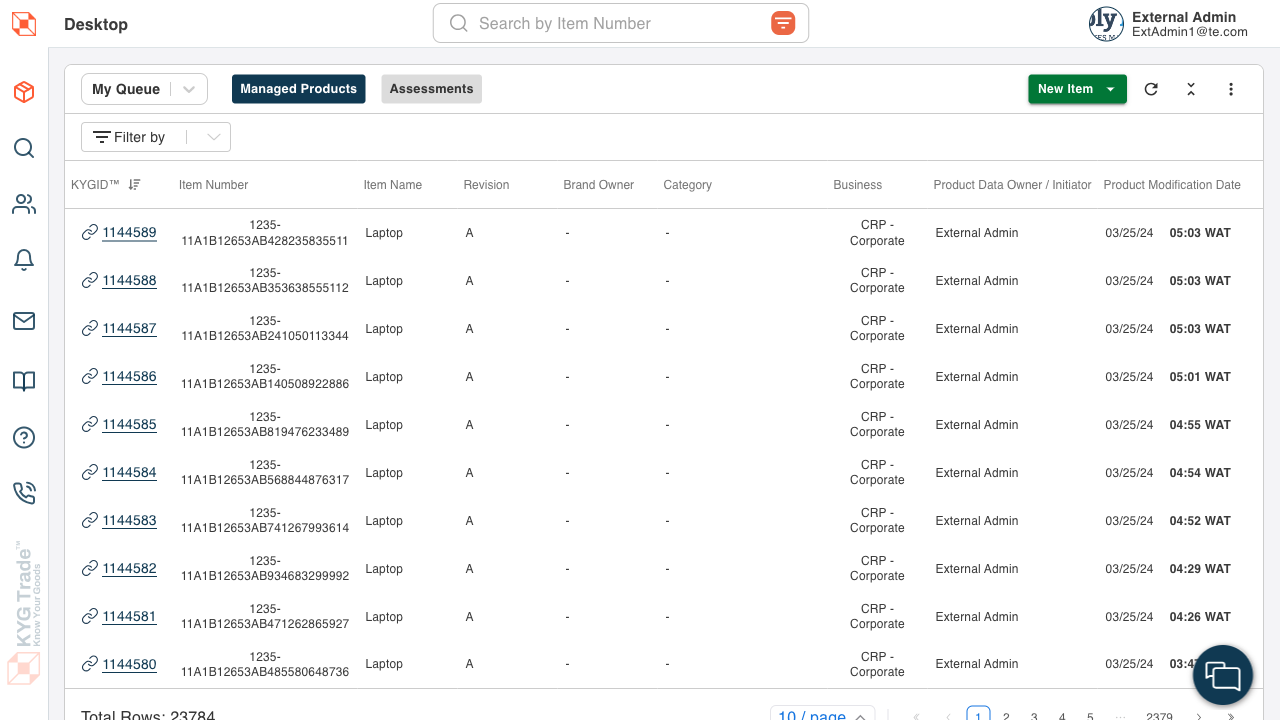 Desktop
Search by Item Number
External Admin
ExtAdmin1@te.com
My Queue
Managed Products
Assessments
New Item
Filter by
KYGID™ Item Number Item Name Revision Brand Owner Category Business Product Data Owner / Initiator Product Modification Date
1144589 1235-11A1B12653AB428235835511 Laptop A - - CRP - Corporate External Admin 03/25/24 05:03 WAT
1144588 1235-11A1B12653AB353638555112 Laptop A - - CRP - Corporate External Admin 03/25/24 05:03 WAT
1144587 1235-11A1B12653AB241050113344 Laptop A - - CRP - Corporate External Admin 03/25/24 05:03 WAT
1144586 1235-11A1B12653AB140508922886 Laptop A - - CRP - Corporate External Admin 03/25/24 05:01 WAT
1144585 1235-11A1B12653AB819476233489 Laptop A - - CRP - Corporate External Admin 03/25/24 04:55 WAT
1144584 1235-11A1B12653AB568844876317 Laptop A - - CRP - Corporate External Admin 03/25/24 04:54 WAT
1144583 1235-11A1B12653AB741267993614 Laptop A - - CRP - Corporate External Admin 03/25/24 04:52 WAT
1144582 1235-11A1B12653AB934683299992 Laptop A - - CRP - Corporate External Admin 03/25/24 04:29 WAT
1144581 1235-11A1B12653AB471262865927 Laptop A - - CRP - Corporate External Admin 03/25/24 04:26 WAT
1144580 1235-11A1B12653AB485580648736 Laptop A - - CRP - Corporate External Admin 03/25/24
KYG Trade™
Know Your Goods
Total Rows: 23784
10 / page
1 2 3 4 5 ... 2379